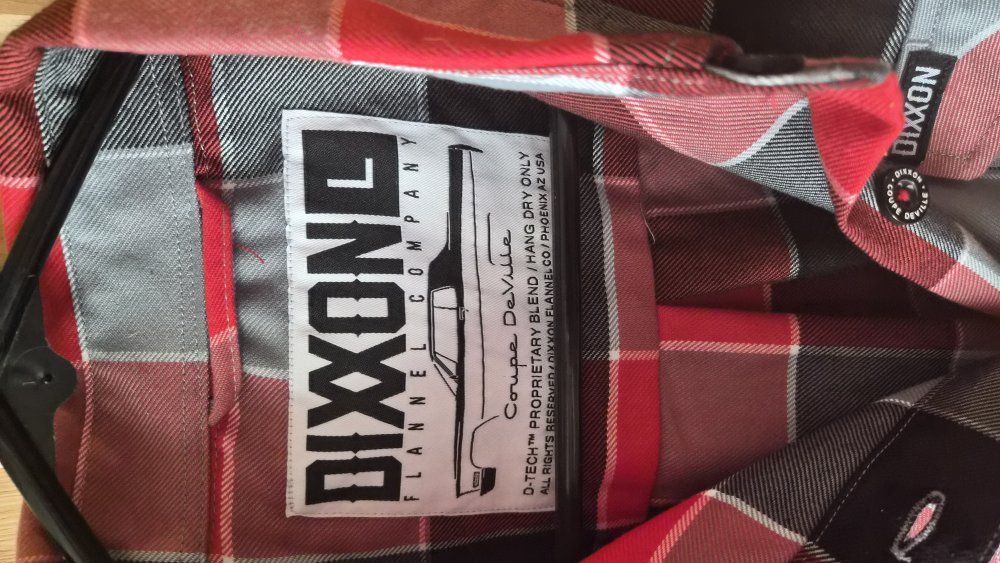 DIXXON L
FLANNEL COMPANY
Coupe DeVille
D-TECH™ PROPRIETARY BLEND / HANG DRY ONLY
ALL RIGHTS RESERVED / DIXXON FLANNEL CO / PHOENIX AZ USA
DIXXON
• DIXXON •
COUPE DEVILLE